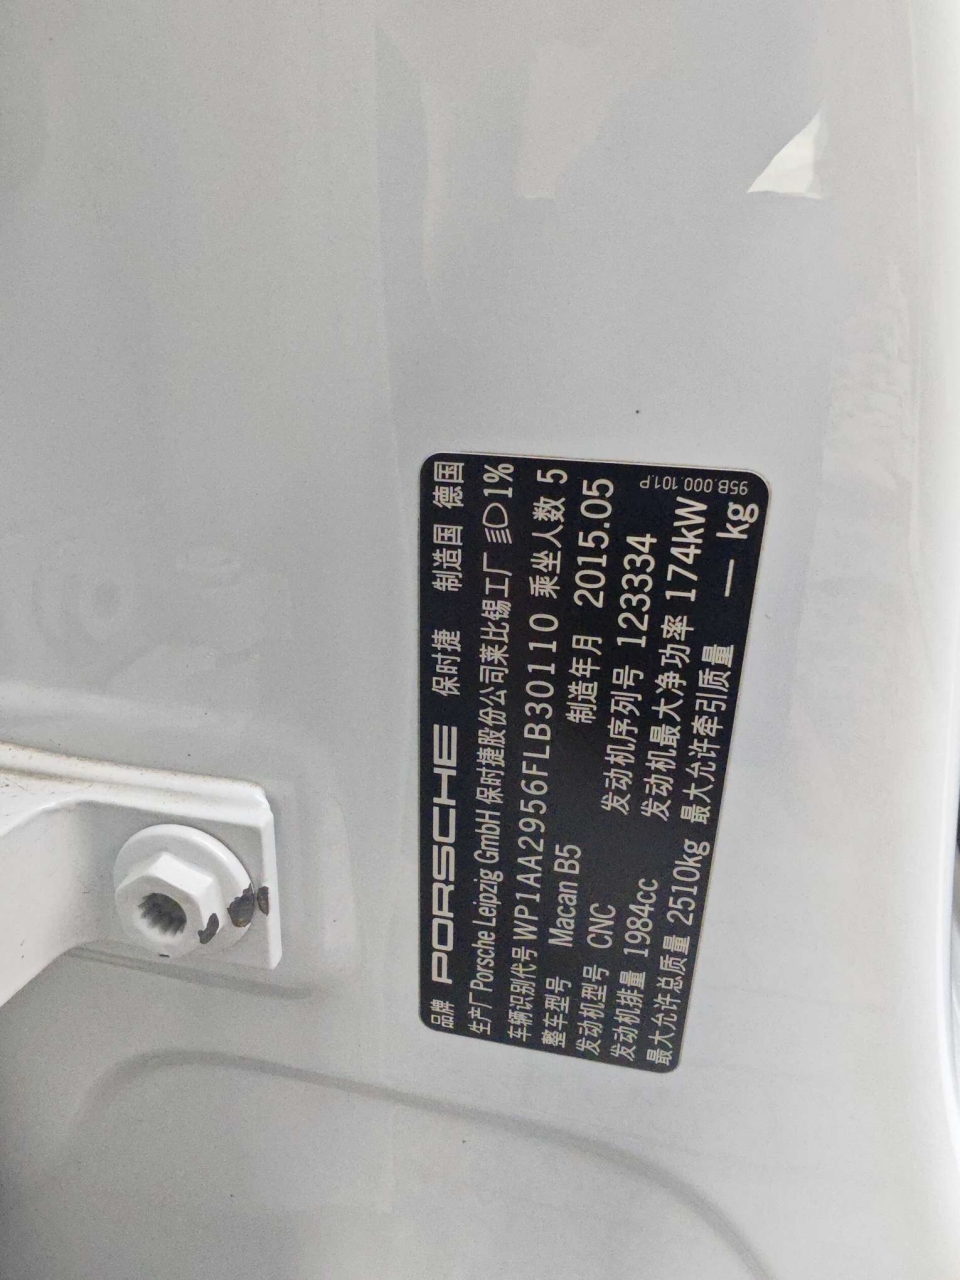 品牌 PORSCHE 保时捷 制造国 德国
生产厂 Porsche Leipzig GmbH 保时捷股份公司莱比锡工厂 1%
车辆识别代号 WP1AA2956FLB30110 乘坐人数 5
整车型号 Macan B5 制造年月 2015.05
发动机型号 CNC 发动机序列号 123334
发动机排量 1984cc 发动机最大净功率 174kW
最大允许总质量 2510kg 最大允许牵引质量 — kg
95B.000.101.P